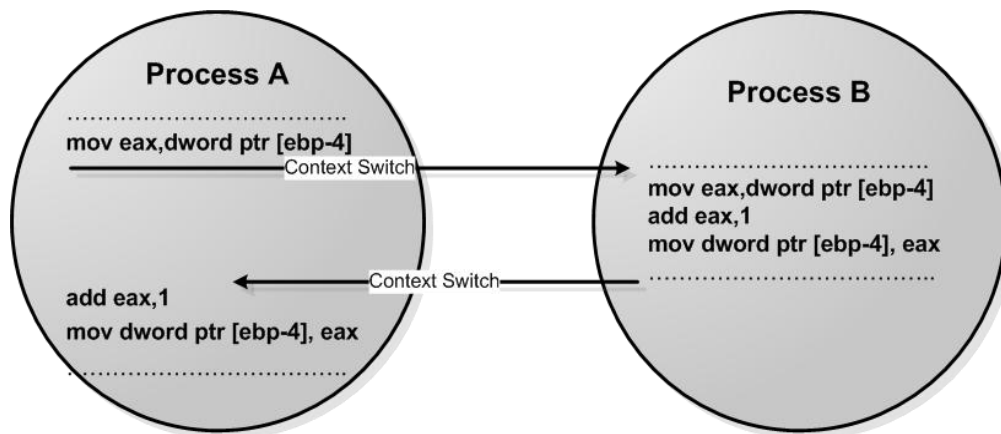 Process A
mov eax,dword ptr [ebp-4]
Context Switch
add eax,1
mov dword ptr [ebp-4], eax
Process B
mov eax,dword ptr [ebp-4]
add eax,1
mov dword ptr [ebp-4], eax
Context Switch